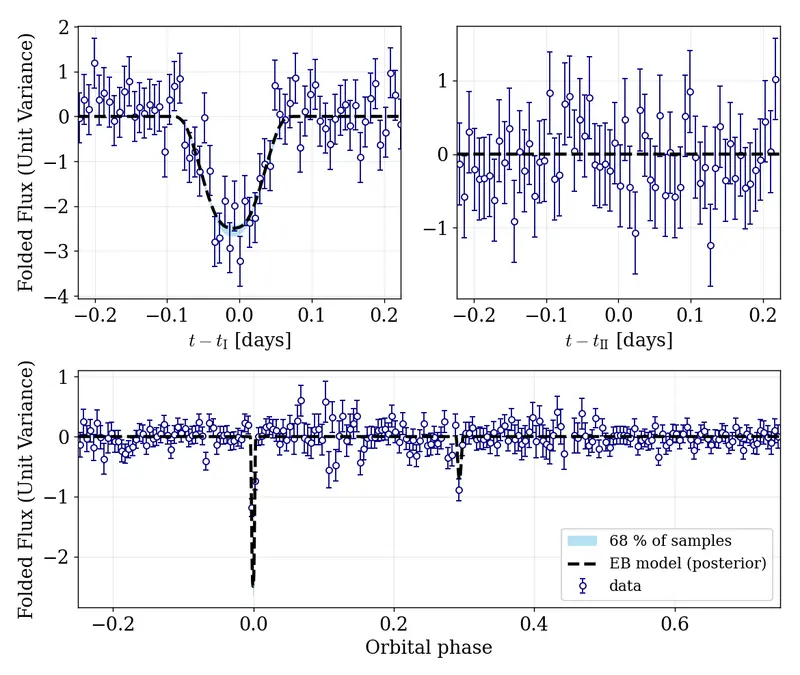 Folded Flux (Unit Variance)
2
1
0
−1
−2
−3
−4
−0.2 −0.1 0.0 0.1 0.2
t − tI [days]
1
0
−1
−0.2 −0.1 0.0 0.1 0.2
t − tII [days]
Folded Flux (Unit Variance)
1
0
−1
−2
−0.2 0.0 0.2 0.4 0.6
Orbital phase
68 % of samples
EB model (posterior)
data